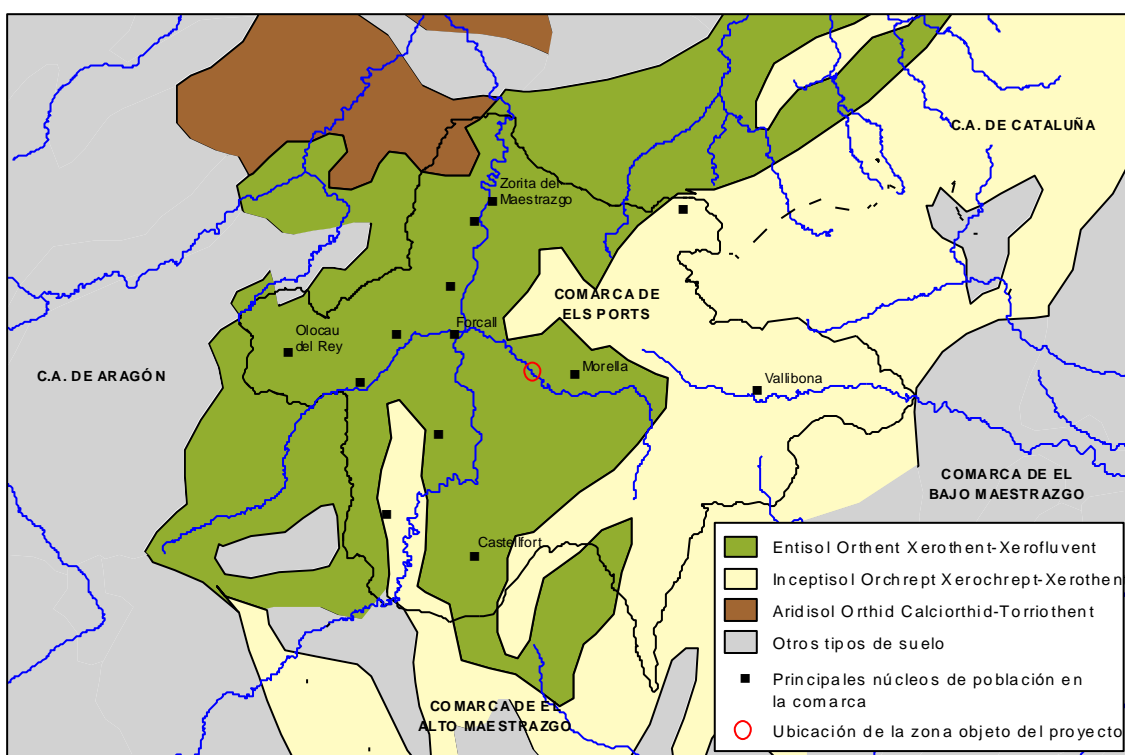 Zorita del
Maestrazgo
C.A. DE CATALUÑA
COMARCA DE
ELS PORTS
Forcall
Olocau
del Rey
C.A. DE ARAGÓN
Morella
Vallibona
COMARCA DE EL
BAJO MAESTRAZGO
Castellfort
COMARCA DE EL
ALTO MAESTRAZGO
Entisol Orthent Xerothent-Xerofluvent
Inceptisol Orchrept Xerochrept-Xerothen
Aridisol Orthid Calciorthid-Torriothent
Otros tipos de suelo
Principales núcleos de población en
la comarca
Ubicación de la zona objeto del proyecto